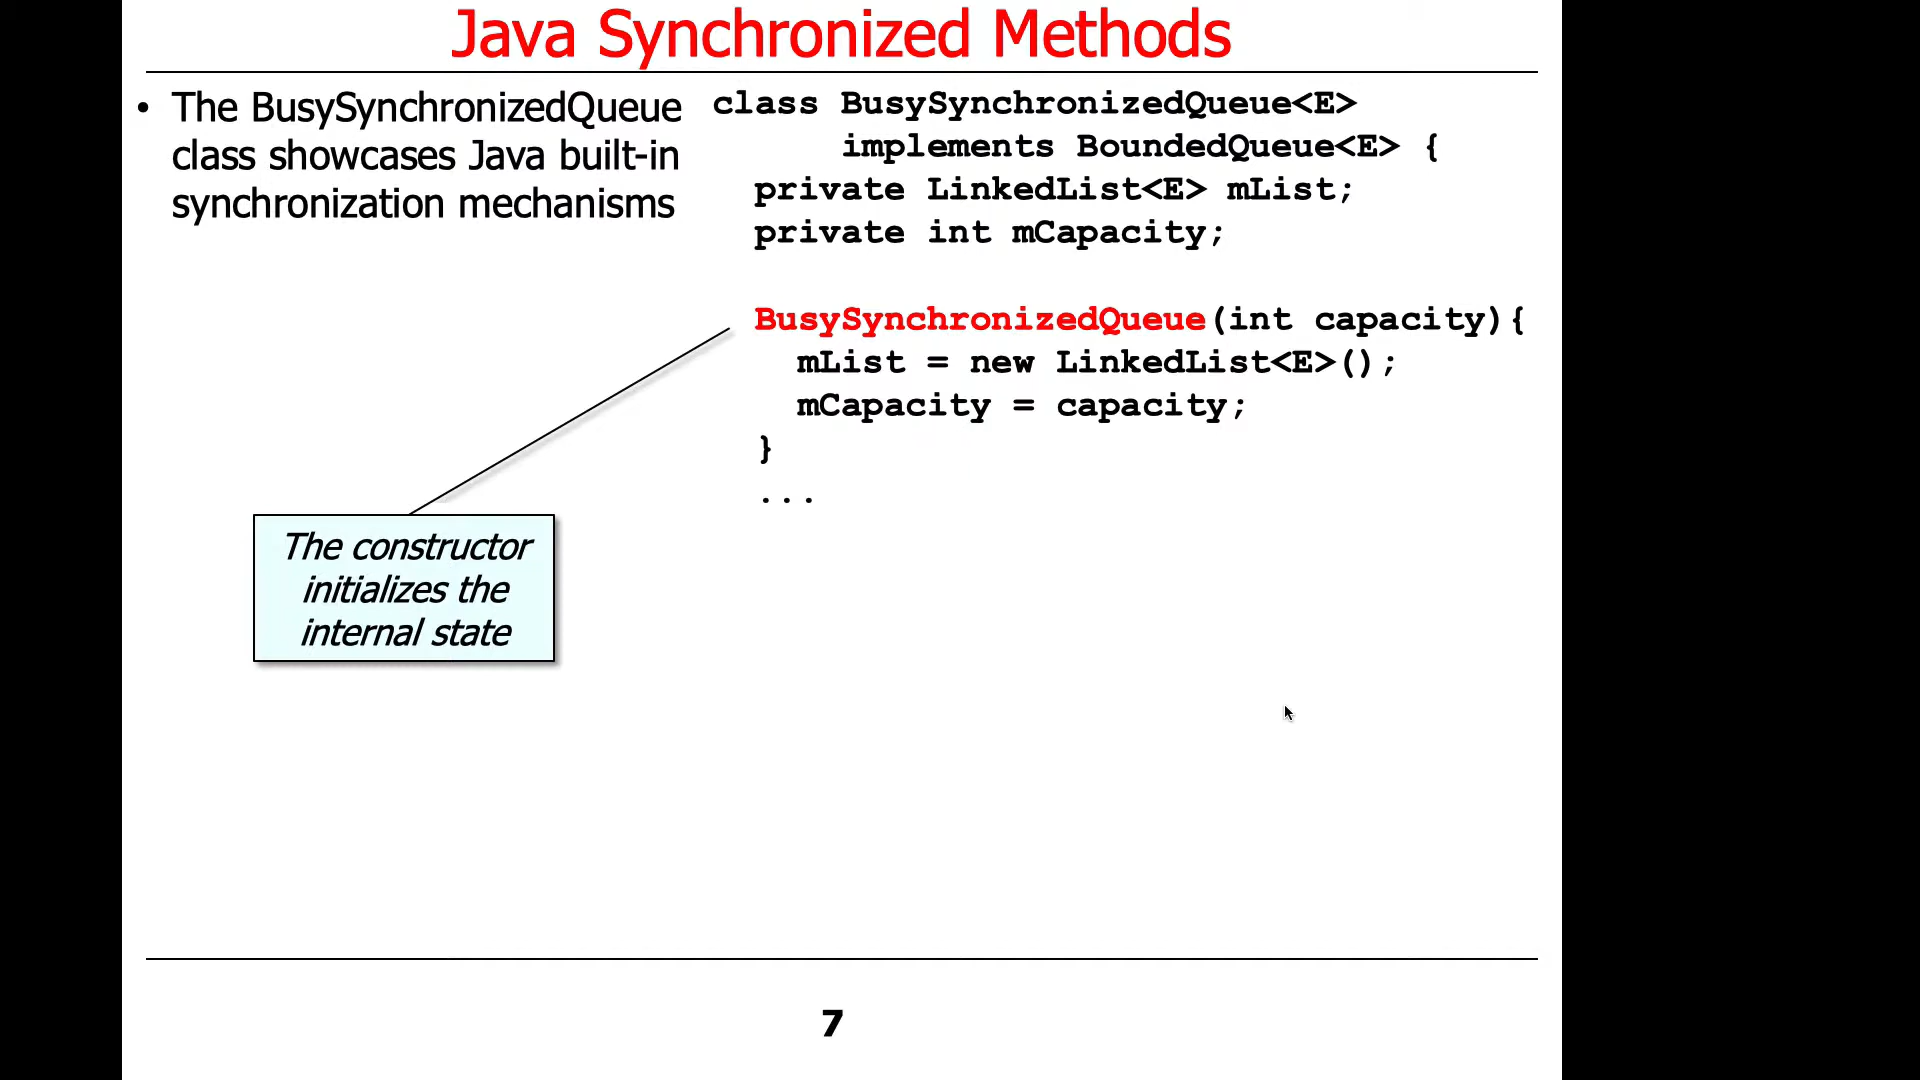 Java Synchronized Methods
• The BusySynchronizedQueue
class showcases Java built-in
synchronization mechanisms
class BusySynchronizedQueue<E>
implements BoundedQueue<E> {
private LinkedList<E> mList;
private int mCapacity;
BusySynchronizedQueue(int capacity){
mList = new LinkedList<E>();
mCapacity = capacity;
}
...
The constructor
initializes the
internal state
7